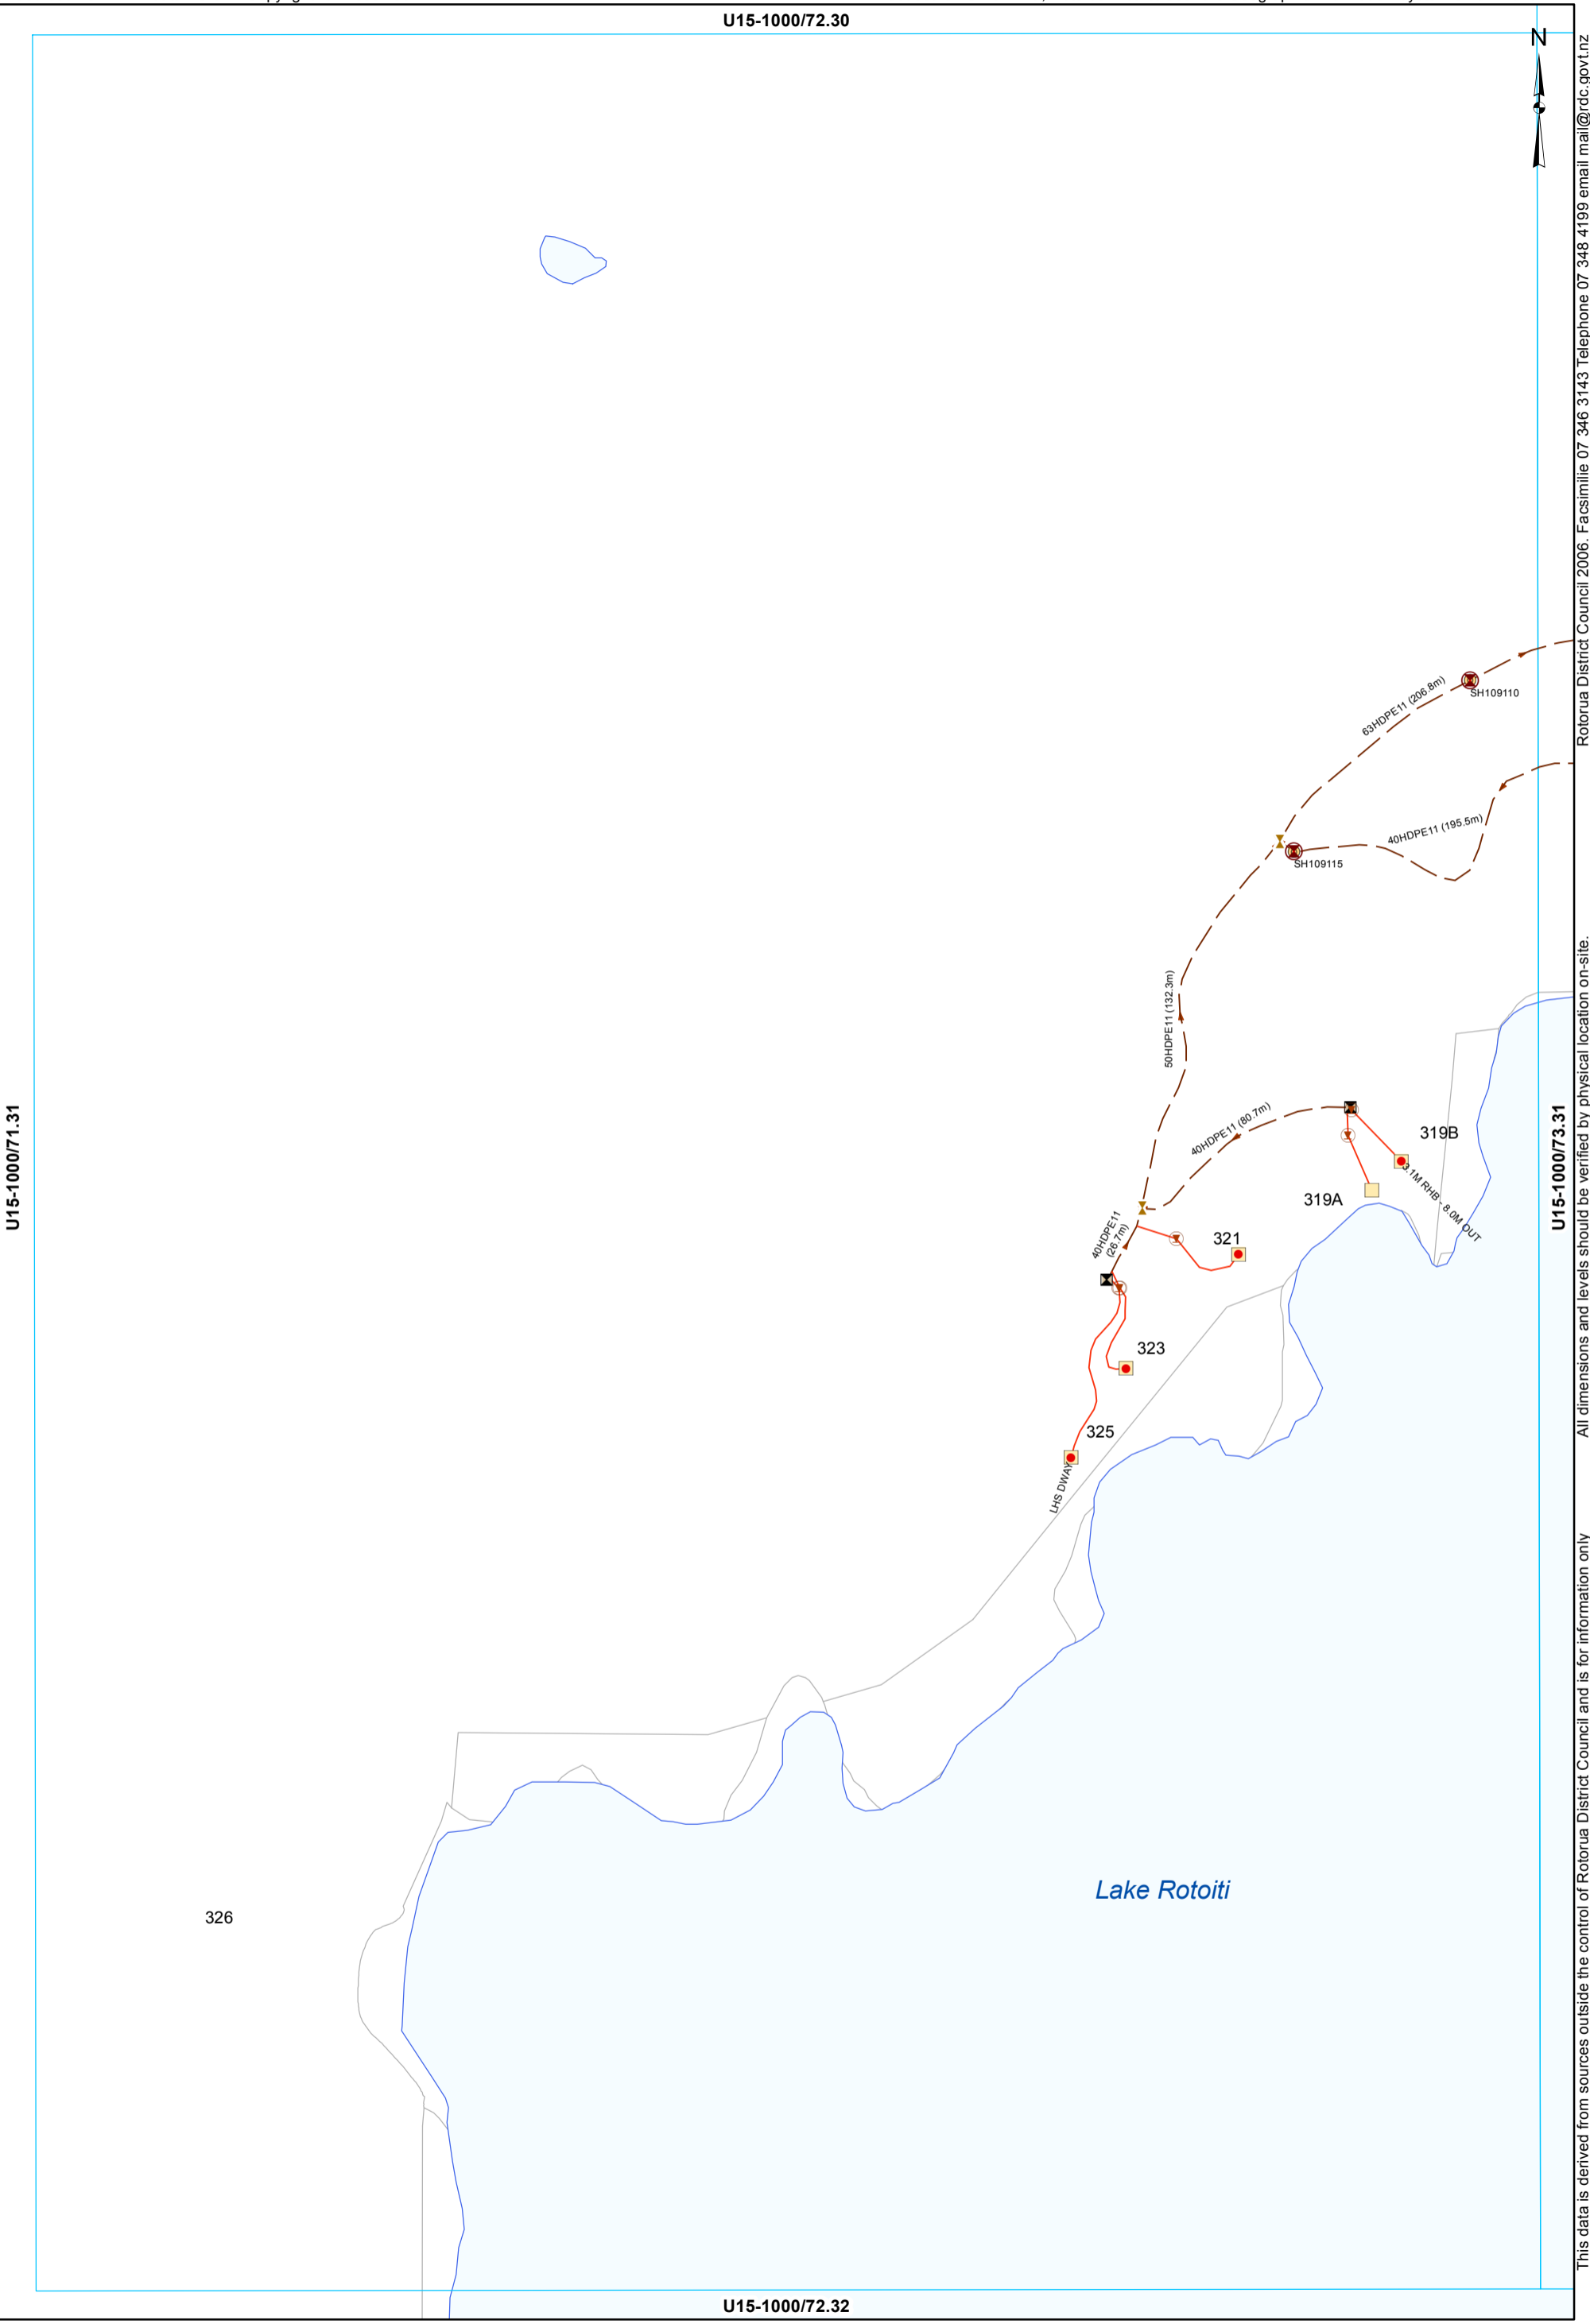 U15-1000/72.30
N
Rotorua District Council 2006. Facsimilie 07 346 3143 Telephone 07 348 4199 email mail@rdc.govt.nz
63HDPE11 (206.8m)
SH109110
40HDPE11 (195.5m)
SH109115
All dimensions and levels should be verified by physical location on-site.
50HDPE11 (132.3m)
U15-1000/71.31
U15-1000/73.31
40HDPE11 (80.7m)
319B
3.1M RHB - 8.0M OUT
319A
40HDPE11
(26.7m)
321
323
325
LHS DWAY
This data is derived from sources outside the control of Rotorua District Council and is for information only
Lake Rotoiti
326
U15-1000/72.32